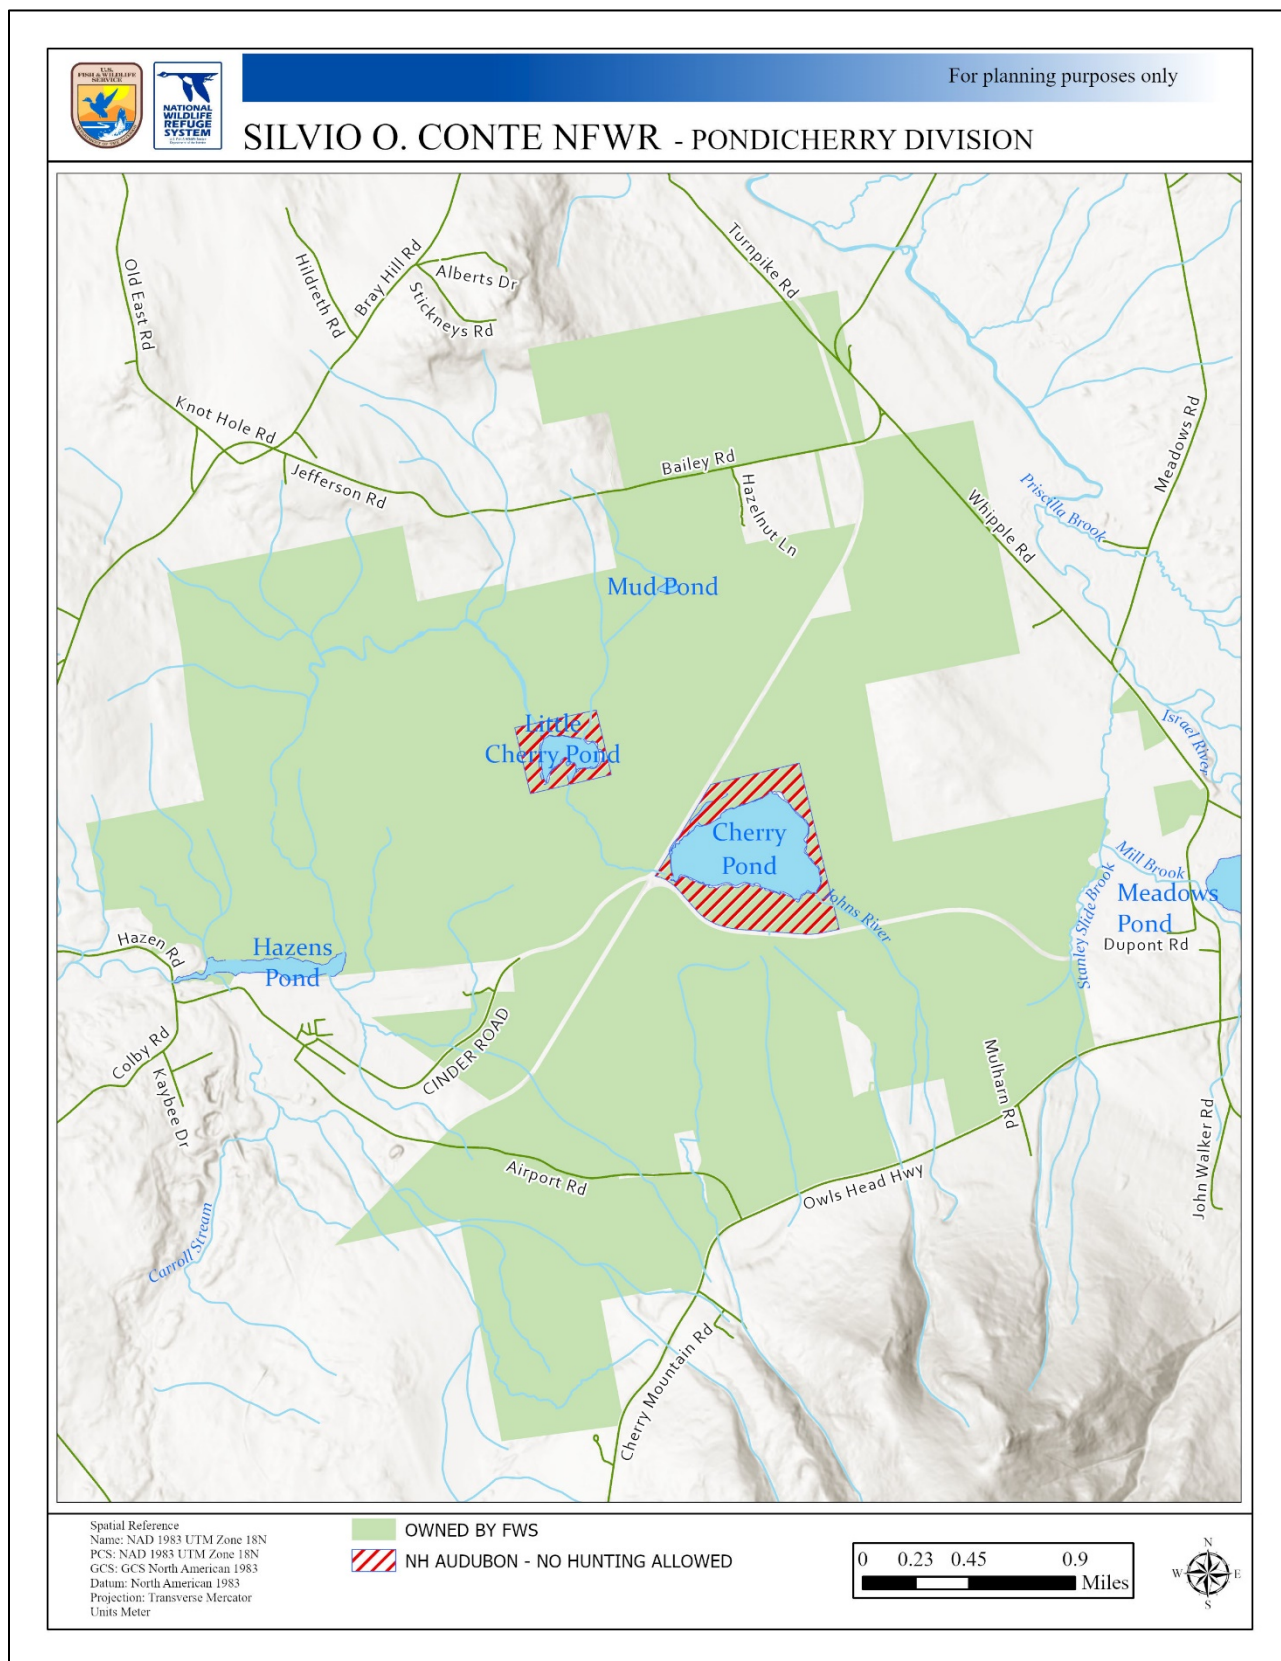 U.S.
FISH & WILDLIFE
SERVICE
NATIONAL
WILDLIFE
REFUGE
SYSTEM
For planning purposes only
SILVIO O. CONTE NFWR - PONDICHERRY DIVISION
Old East Rd
Hildreth Rd
Bray Hill Rd
Alberts Dr
Stickneys Rd
Turnpike Rd
Knot Hole Rd
Jefferson Rd
Bailey Rd
Hazelnut Ln
Whipple Rd
Meadows Rd
Priscilla Brook
Mud Pond
Little
Cherry Pond
Israel River
Cherry
Pond
Johns River
Mill Brook
Stanley Slide Brook
Meadows
Pond
Dupont Rd
Hazen Rd
Hazens
Pond
Colby Rd
Kaybee Dr
CINDER ROAD
Mulharn Rd
John Walker Rd
Airport Rd
Owls Head Hwy
Carroll Stream
Cherry Mountain Rd
Spatial Reference
Name: NAD 1983 UTM Zone 18N
PCS: NAD 1983 UTM Zone 18N
GCS: GCS North American 1983
Datum: North American 1983
Projection: Transverse Mercator
Units Meter
OWNED BY FWS
NH AUDUBON - NO HUNTING ALLOWED
0 0.23 0.45 0.9
Miles
N
W E
S